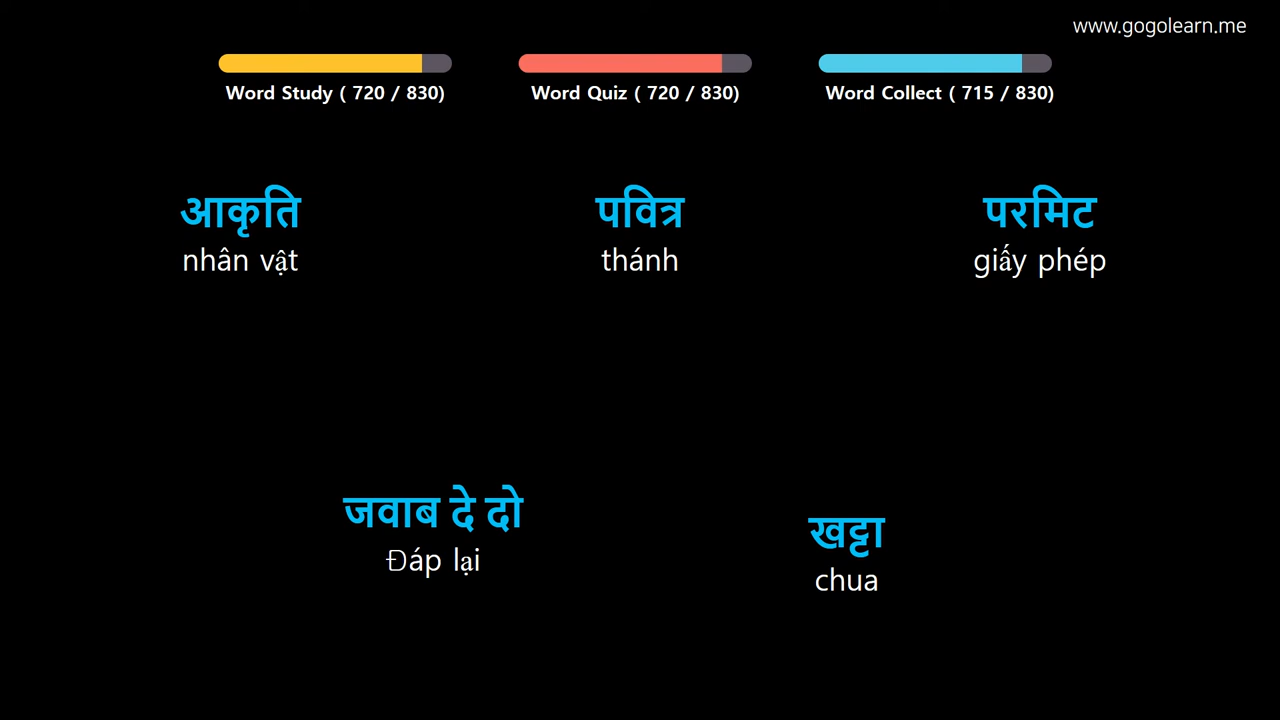 www.gogolearn.me
Word Study ( 720 / 830)
Word Quiz ( 720 / 830)
Word Collect ( 715 / 830)
आकृति
nhân vật
पवित्र
thánh
परमिट
giấy phép
जवाब दे दो
Đáp lại
खट्टा
chua